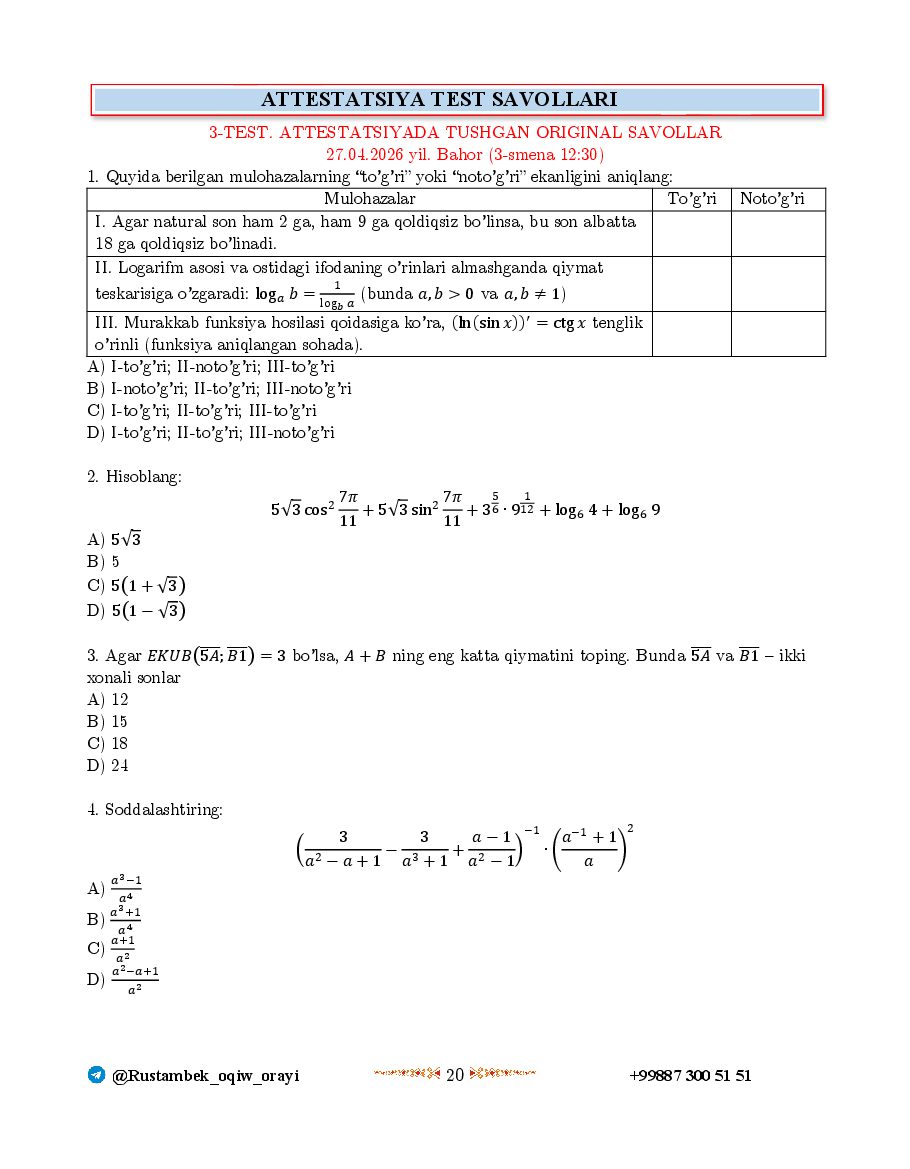 ATTESTATSIYA TEST SAVOLLARI
3-TEST. ATTESTATSIYADA TUSHGAN ORIGINAL SAVOLLAR
27.04.2026 yil. Bahor (3-smena 12:30)
1. Quyida berilgan mulohazalarning “to’g’ri” yoki “noto’g’ri” ekanligini aniqlang:
Mulohazalar To’g’ri Noto’g’ri
I. Agar natural son ham 2 ga, ham 9 ga qoldiqsiz bo’linsa, bu son albatta
18 ga qoldiqsiz bo’linadi.
II. Logarifm asosi va ostidagi ifodaning o’rinlari almashganda qiymat
teskarisiga o’zgaradi: log_a b = 1/(log_b a) (bunda a, b > 0 va a, b ≠ 1)
III. Murakkab funksiya hosilasi qoidasiga ko’ra, (ln(sin x))′ = ctg x tenglik
o’rinli (funksiya aniqlangan sohada).
A) I-to’g’ri; II-noto’g’ri; III-to’g’ri
B) I-noto’g’ri; II-to’g’ri; III-noto’g’ri
C) I-to’g’ri; II-to’g’ri; III-to’g’ri
D) I-to’g’ri; II-to’g’ri; III-noto’g’ri
2. Hisoblang:
5√3 cos² 7π/11 + 5√3 sin² 7π/11 + 3^(5/6) · 9^(1/12) + log₆ 4 + log₆ 9
A) 5√3
B) 5
C) 5(1 + √3)
D) 5(1 − √3)
3. Agar EKUB(5̅A̅; B̅1̅) = 3 bo’lsa, A + B ning eng katta qiymatini toping. Bunda 5̅A̅ va B̅1̅ – ikki
xonali sonlar
A) 12
B) 15
C) 18
D) 24
4. Soddalashtiring:
(3/(a² − a + 1) − 3/(a³ + 1) + (a − 1)/(a² − 1))⁻¹ · ((a⁻¹ + 1)/a)²
A) (a³−1)/a⁴
B) (a³+1)/a⁴
C) (a+1)/a²
D) (a²−a+1)/a²
@Rustambek_oqiw_orayi 20 +99887 300 51 51